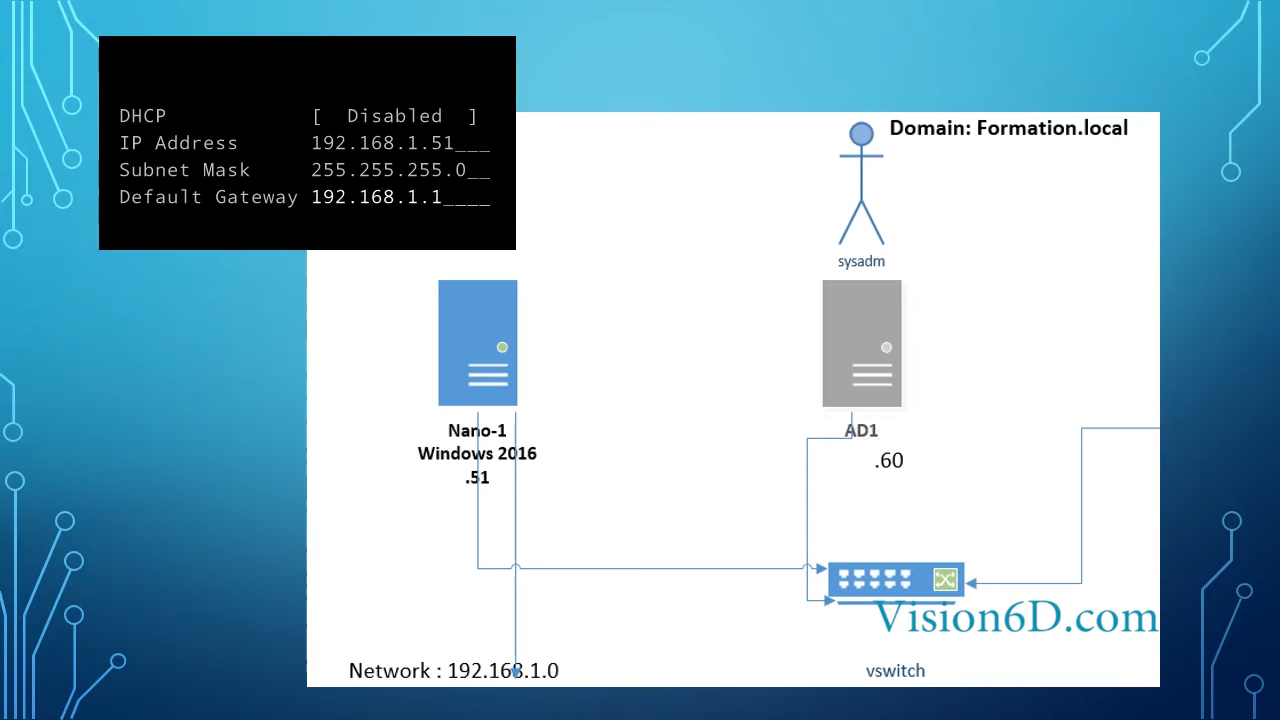 DHCP [ Disabled ]
IP Address 192.168.1.51___
Subnet Mask 255.255.255.0__
Default Gateway 192.168.1.1____
Domain: Formation.local
sysadm
Nano-1
Windows 2016
.51
AD1
.60
Vision6D.com
Network : 192.168.1.0
vswitch